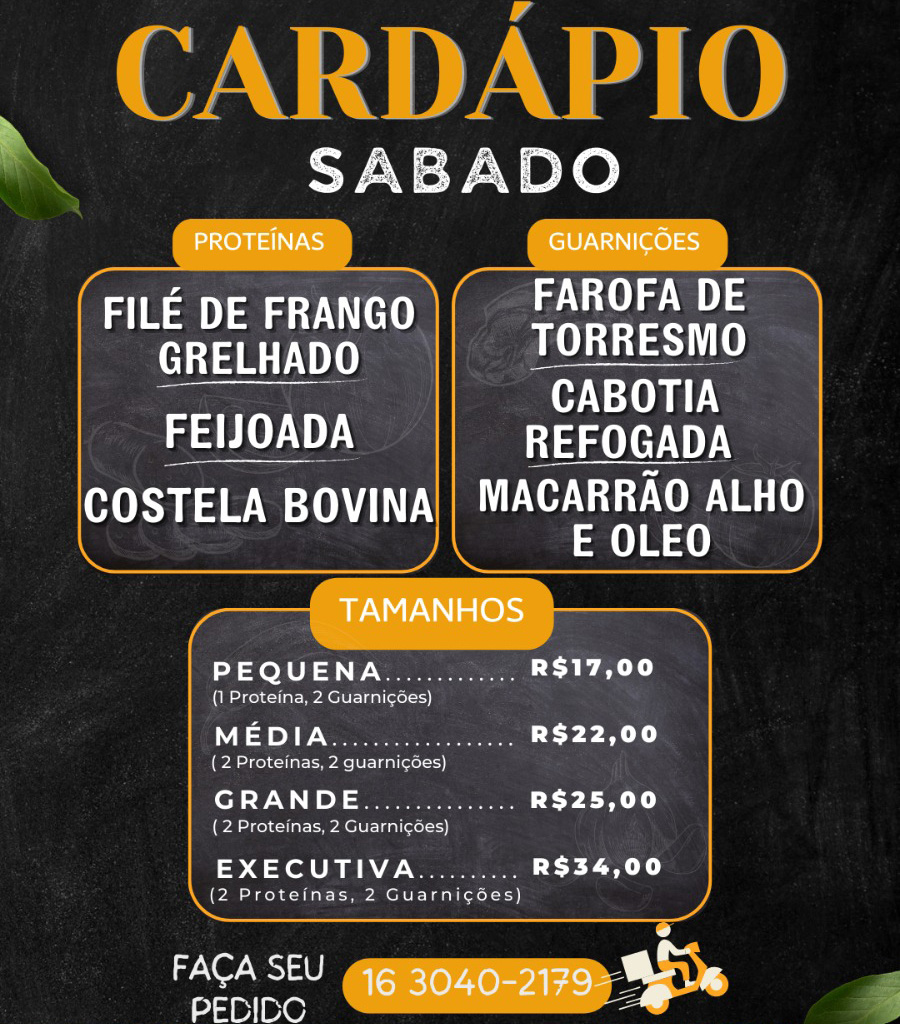 CARDÁPIO
SABADO
PROTEÍNAS
FILÉ DE FRANGO
GRELHADO
FEIJOADA
COSTELA BOVINA
GUARNIÇÕES
FAROFA DE
TORRESMO
CABOTIA
REFOGADA
MACARRÃO ALHO
E OLEO
TAMANHOS
PEQUENA............. R$17,00
(1 Proteína, 2 Guarnições)
MÉDIA.................. R$22,00
( 2 Proteínas, 2 guarnições)
GRANDE............... R$25,00
( 2 Proteínas, 2 Guarnições)
EXECUTIVA.......... R$34,00
(2 Proteínas, 2 Guarnições)
FAÇA SEU
PEDIDO
16 3040-2179